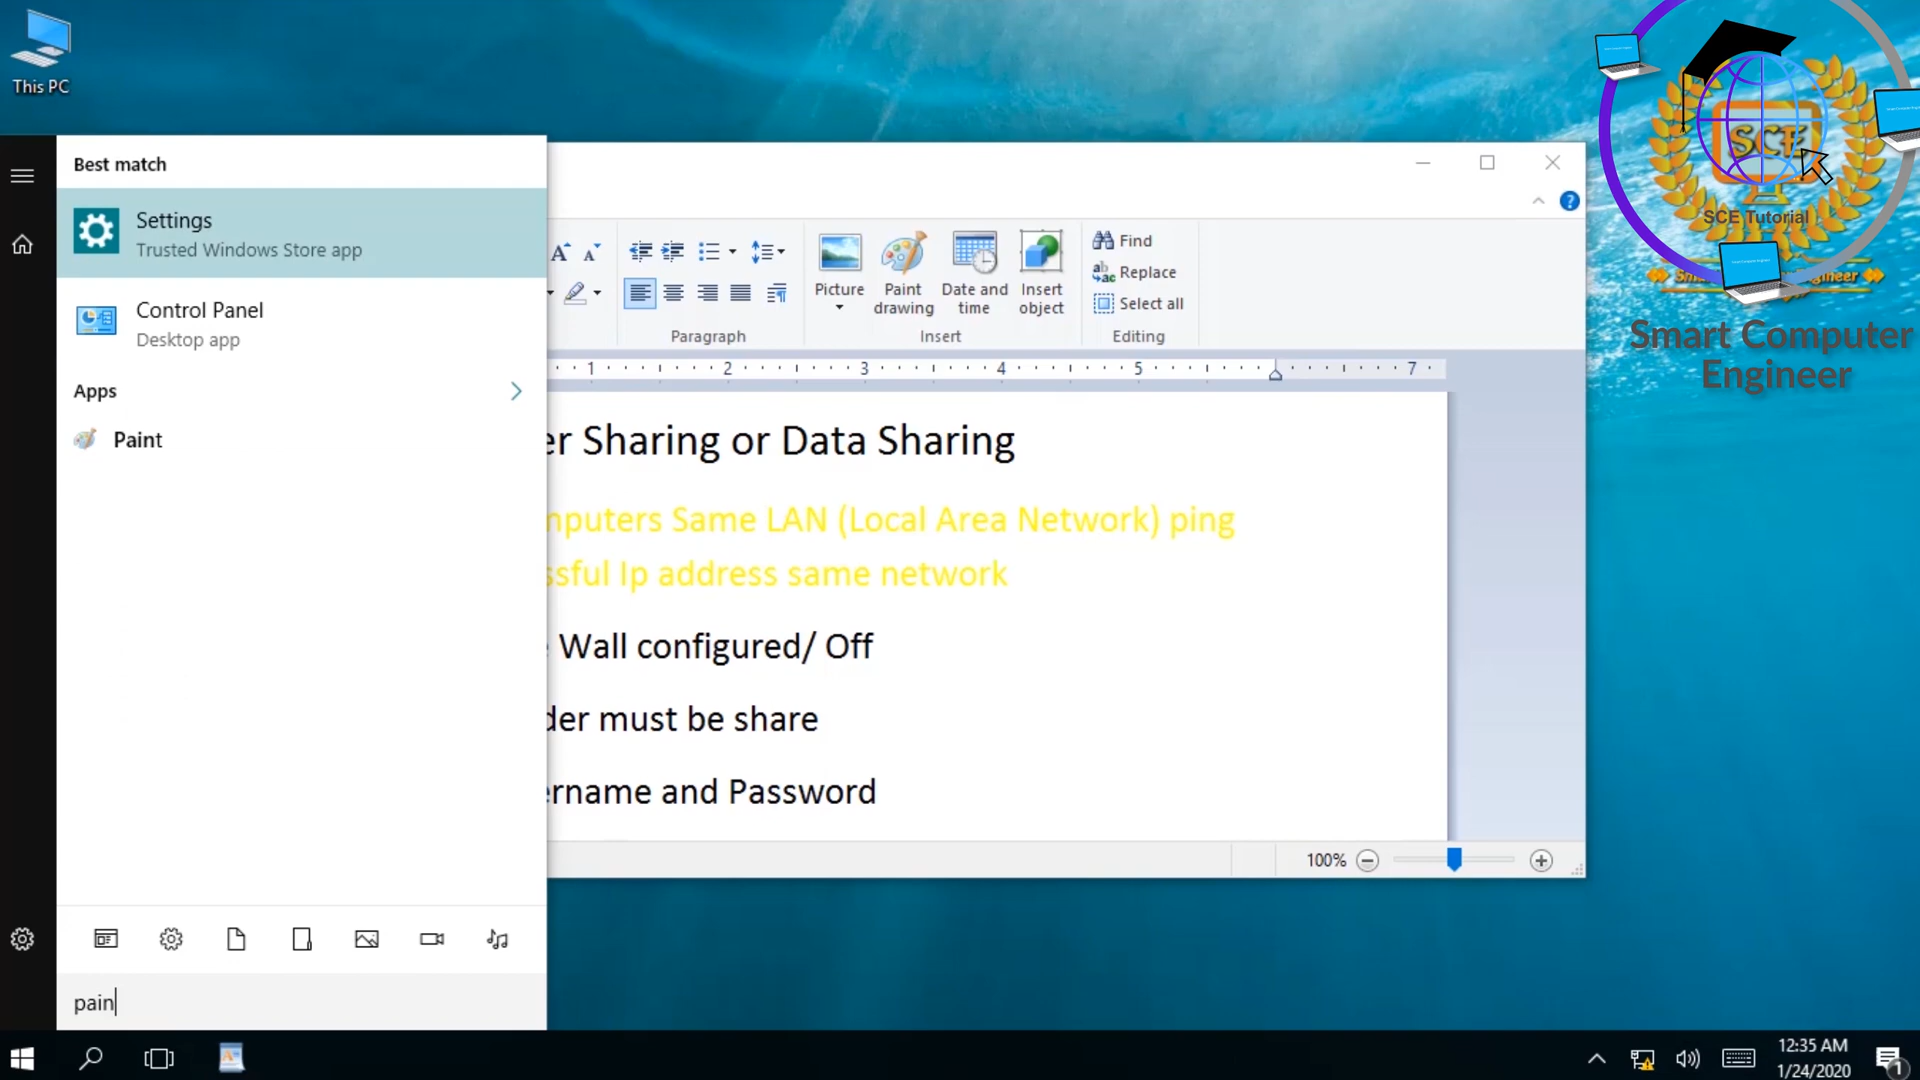 This PC
Best match
Settings
Trusted Windows Store app
Control Panel
Desktop app
Apps
Paint
pain
Picture
Paint drawing
Date and time
Insert object
Find
Replace
Select all
Paragraph
Insert
Editing
1 2 3 4 5 7
er Sharing or Data Sharing
mputers Same LAN (Local Area Network) ping
ssful Ip address same network
Wall configured/ Off
der must be share
ername and Password
100%
SCE
SCE Tutorial
Smart Computer
Engineer
12:35 AM
1/24/2020
1